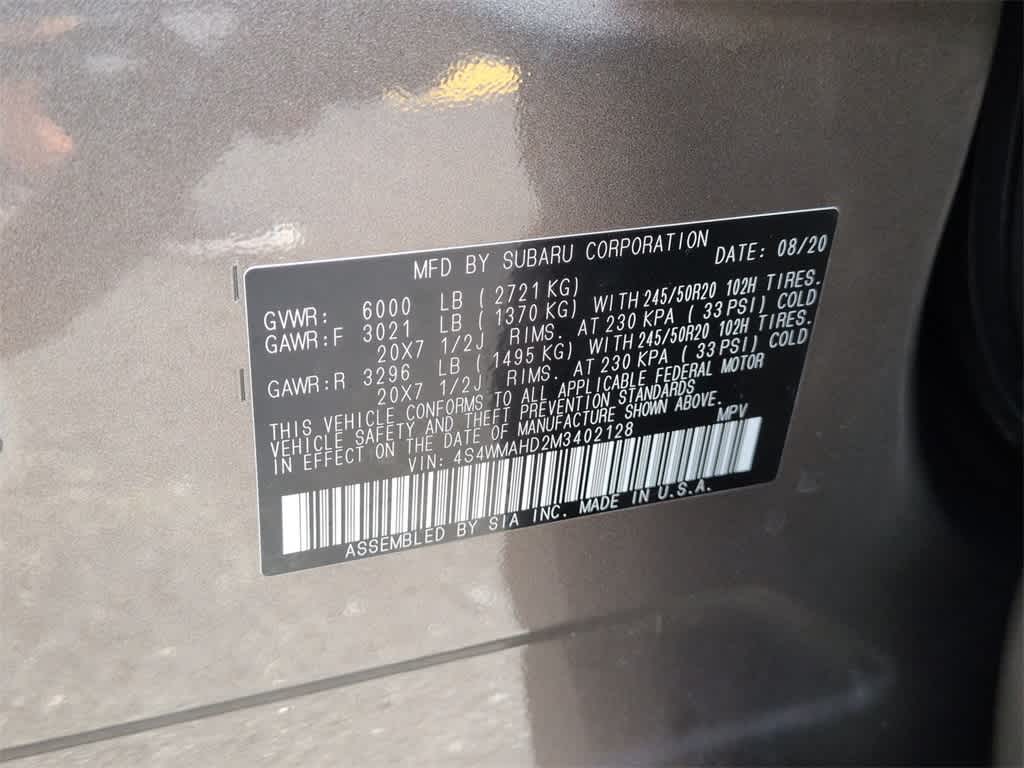 MFD BY SUBARU CORPORATION DATE: 08/20
GVWR: 6000 LB ( 2721 KG)
GAWR:F 3021 LB ( 1370 KG) WITH 245/50R20 102H TIRES.
20X7 1/2J RIMS. AT 230 KPA ( 33 PSI) COLD
GAWR:R 3296 LB ( 1495 KG) WITH 245/50R20 102H TIRES.
20X7 1/2J RIMS. AT 230 KPA ( 33 PSI) COLD
THIS VEHICLE CONFORMS TO ALL APPLICABLE FEDERAL MOTOR
VEHICLE SAFETY AND THEFT PREVENTION STANDARDS
IN EFFECT ON THE DATE OF MANUFACTURE SHOWN ABOVE.
VIN: 4S4WMAHD2M3402128 MPV
ASSEMBLED BY SIA INC. MADE IN U.S.A.